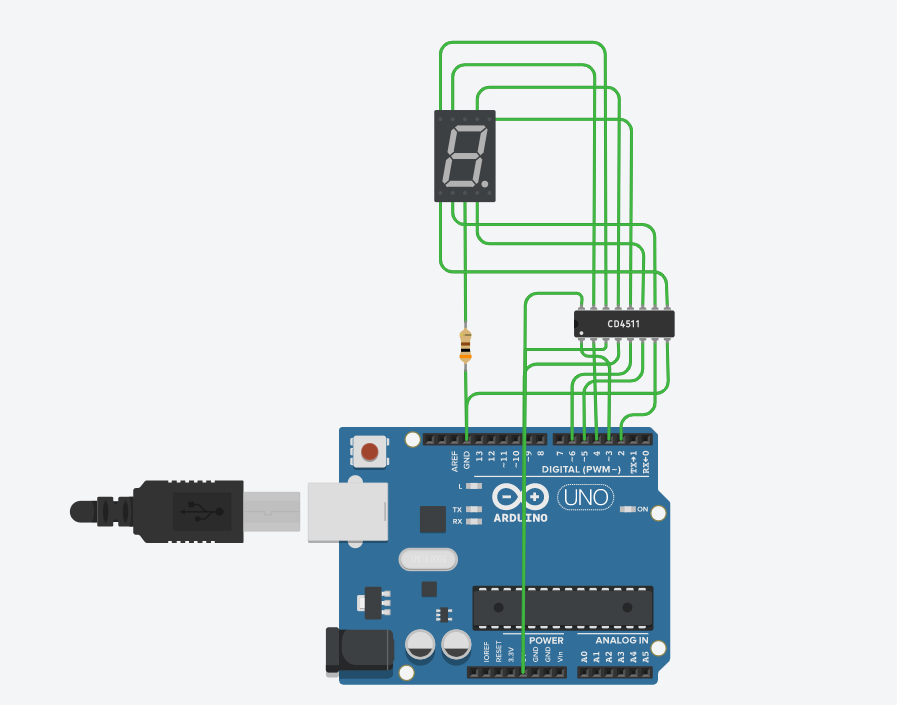 CD4511
AREF
GND
13
12
~11
~10
~9
8
7
~6
~5
4
~3
2
TX→1
RX←0
DIGITAL (PWM~)
L
TX
RX
ARDUINO
UNO
ON
POWER
ANALOG IN
IOREF
RESET
3.3V
GND
GND
Vin
A0
A1
A2
A3
A4
A5